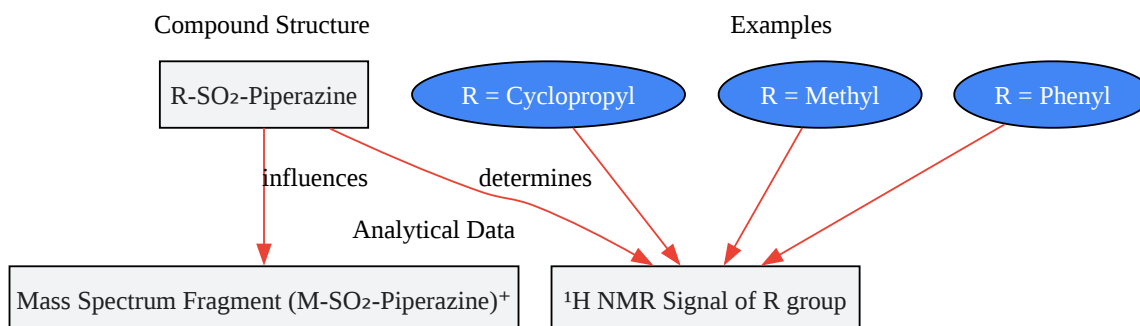 Compound Structure
Examples
R-SO₂-Piperazine
R = Cyclopropyl
R = Methyl
R = Phenyl
influences
determines
Analytical Data
Mass Spectrum Fragment (M-SO₂-Piperazine)⁺
¹H NMR Signal of R group